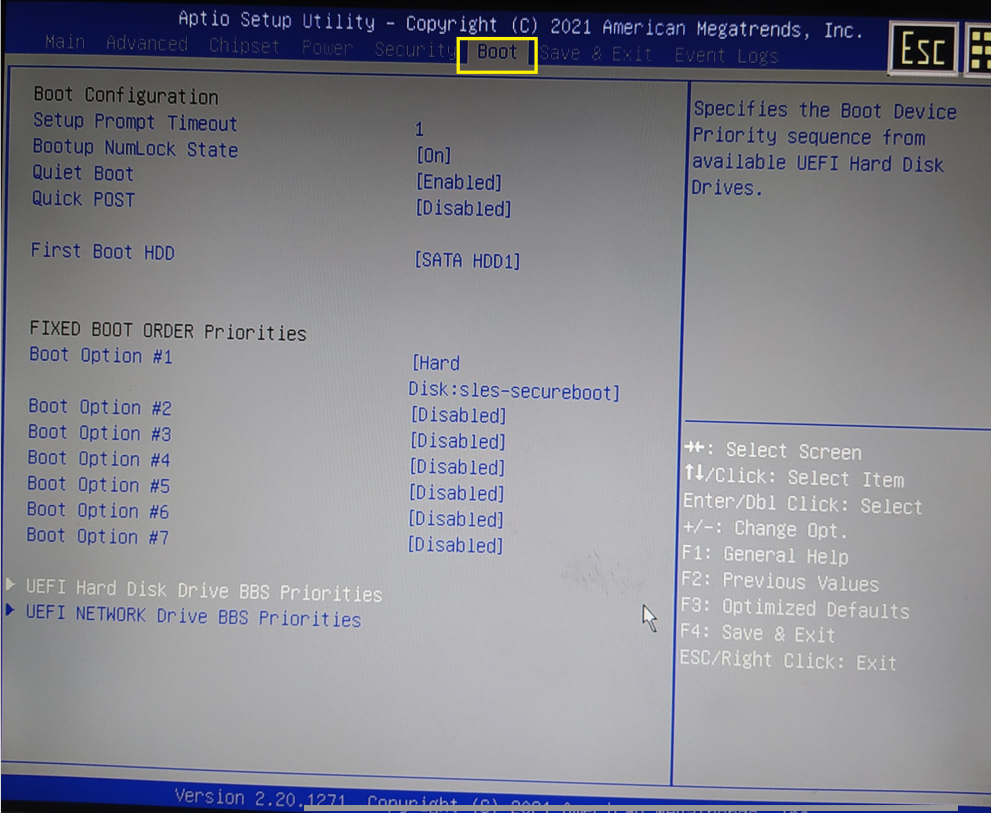 Aptio Setup Utility – Copyright (C) 2021 American Megatrends, Inc.
Main Advanced Chipset Power Security Boot Save & Exit Event Logs
Esc
Boot Configuration
Setup Prompt Timeout 1
Bootup NumLock State [On]
Quiet Boot [Enabled]
Quick POST [Disabled]
First Boot HDD [SATA HDD1]
FIXED BOOT ORDER Priorities
Boot Option #1 [Hard
Disk:sles-secureboot]
Boot Option #2 [Disabled]
Boot Option #3 [Disabled]
Boot Option #4 [Disabled]
Boot Option #5 [Disabled]
Boot Option #6 [Disabled]
Boot Option #7 [Disabled]
UEFI Hard Disk Drive BBS Priorities
UEFI NETWORK Drive BBS Priorities
Specifies the Boot Device
Priority sequence from
available UEFI Hard Disk
Drives.
→←: Select Screen
↑↓/Click: Select Item
Enter/Dbl Click: Select
+/-: Change Opt.
F1: General Help
F2: Previous Values
F3: Optimized Defaults
F4: Save & Exit
ESC/Right Click: Exit
Version 2.20.1271. Copyright (C) 2021 American Megatrends, Inc.